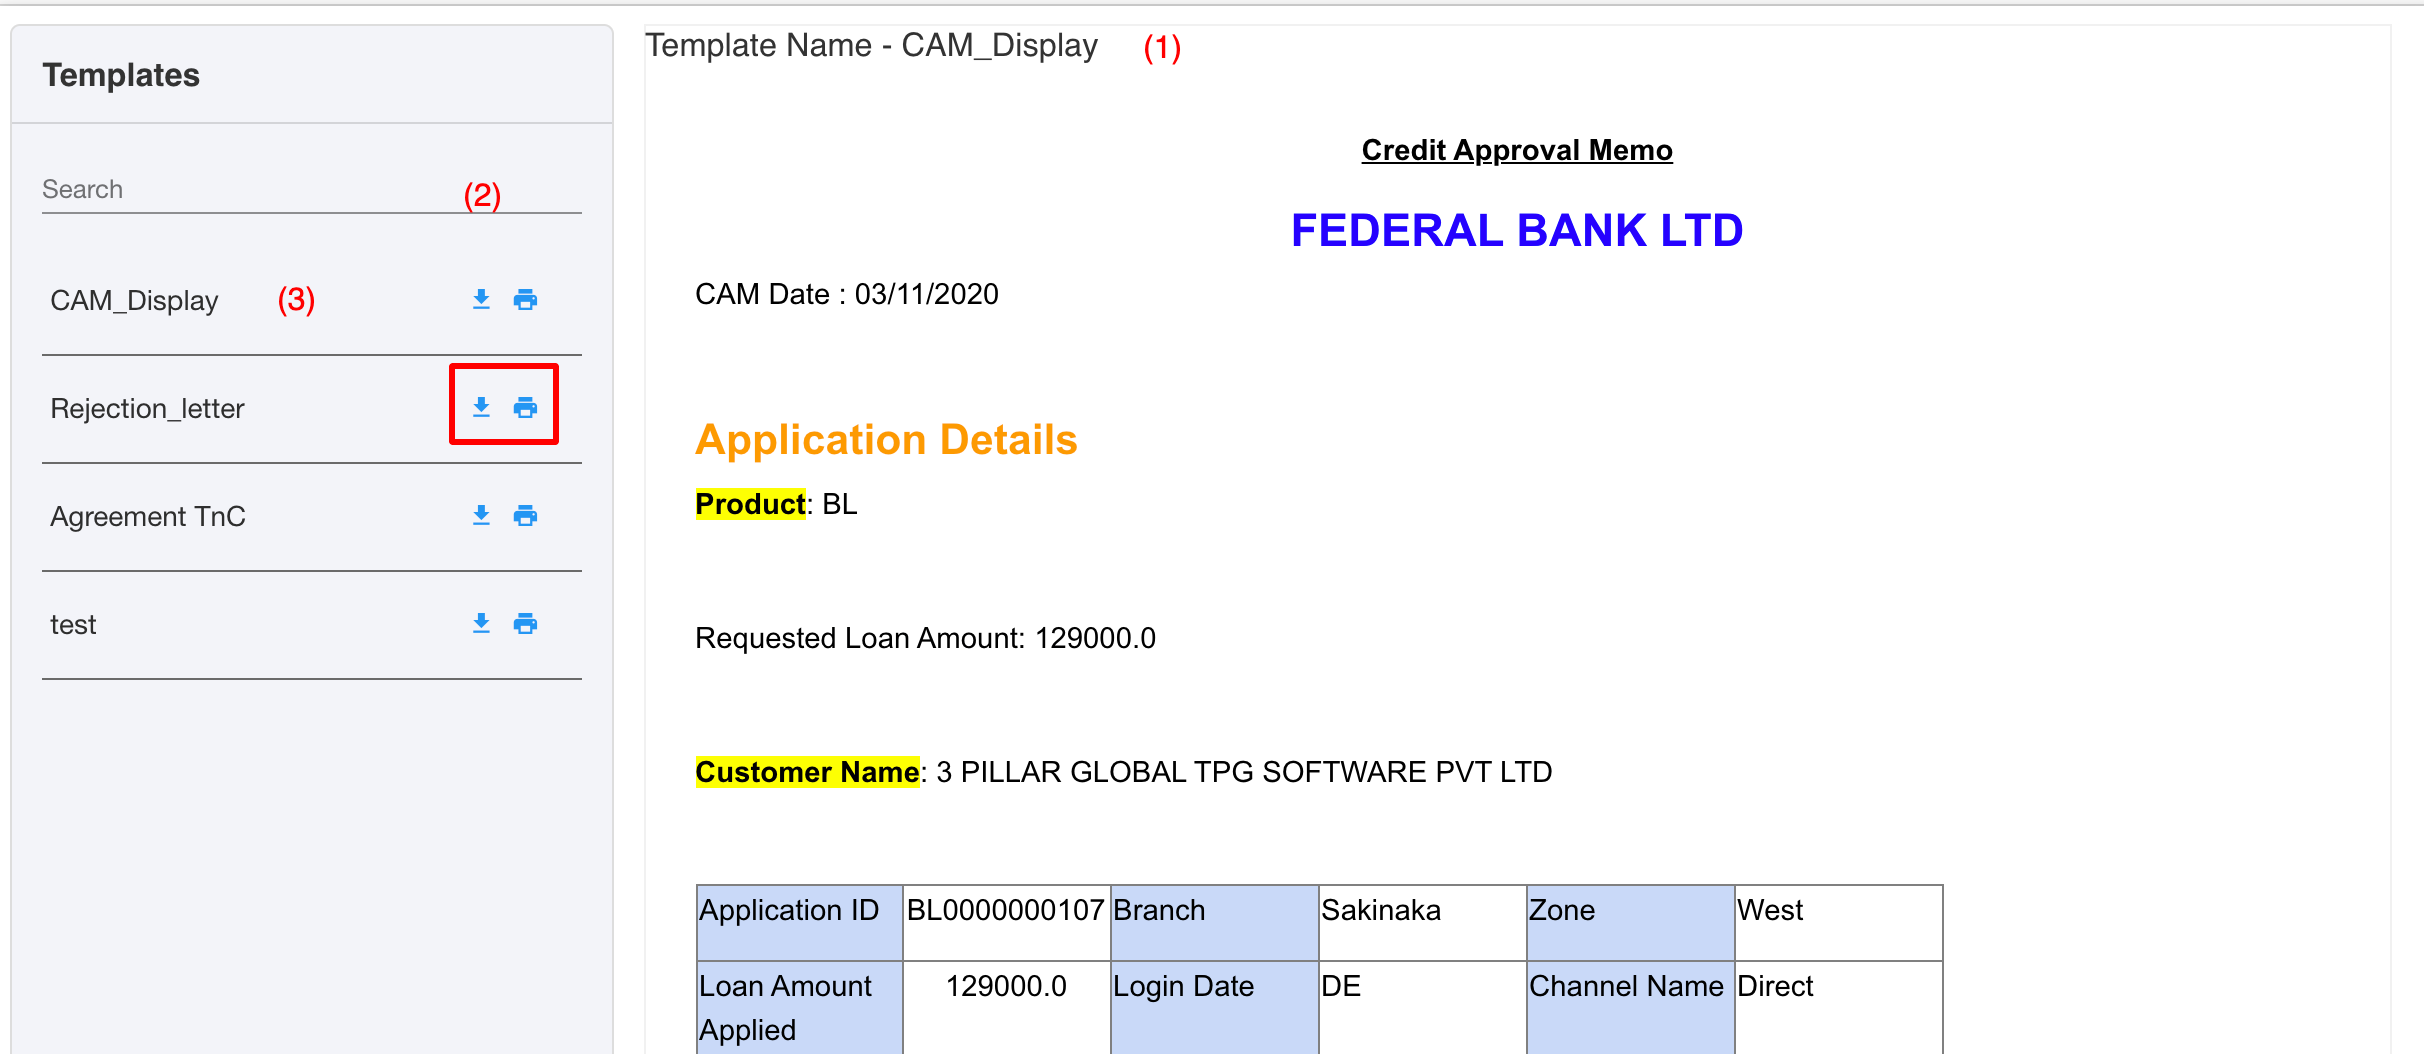 Templates
Search (2)
CAM_Display (3)
Rejection_letter
Agreement TnC
test
Template Name - CAM_Display (1)
Credit Approval Memo
FEDERAL BANK LTD
CAM Date : 03/11/2020
Application Details
Product: BL
Requested Loan Amount: 129000.0
Customer Name: 3 PILLAR GLOBAL TPG SOFTWARE PVT LTD
Application ID BL0000000107 Branch Sakinaka Zone West
Loan Amount Applied 129000.0 Login Date DE Channel Name Direct